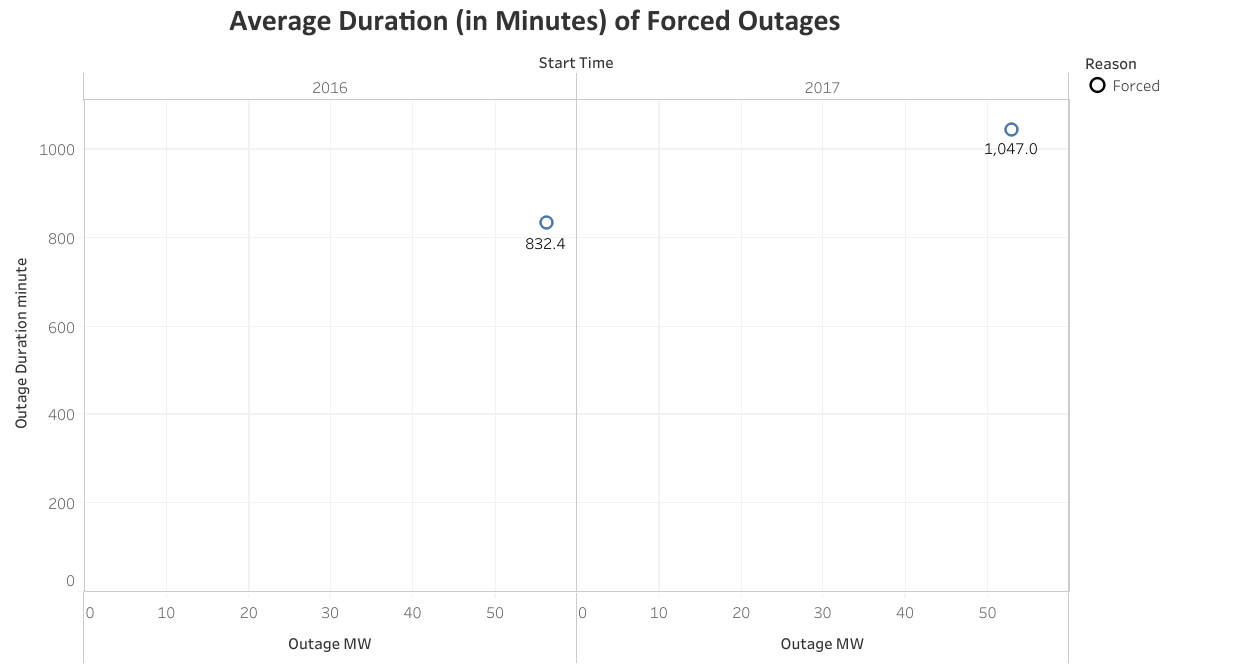 Average Duration (in Minutes) of Forced Outages
Start Time
Reason
2016
2017
Forced
1000
1,047.0
800
832.4
600
Outage Duration minute
400
200
0
0 10 20 30 40 50
0 10 20 30 40 50
Outage MW
Outage MW